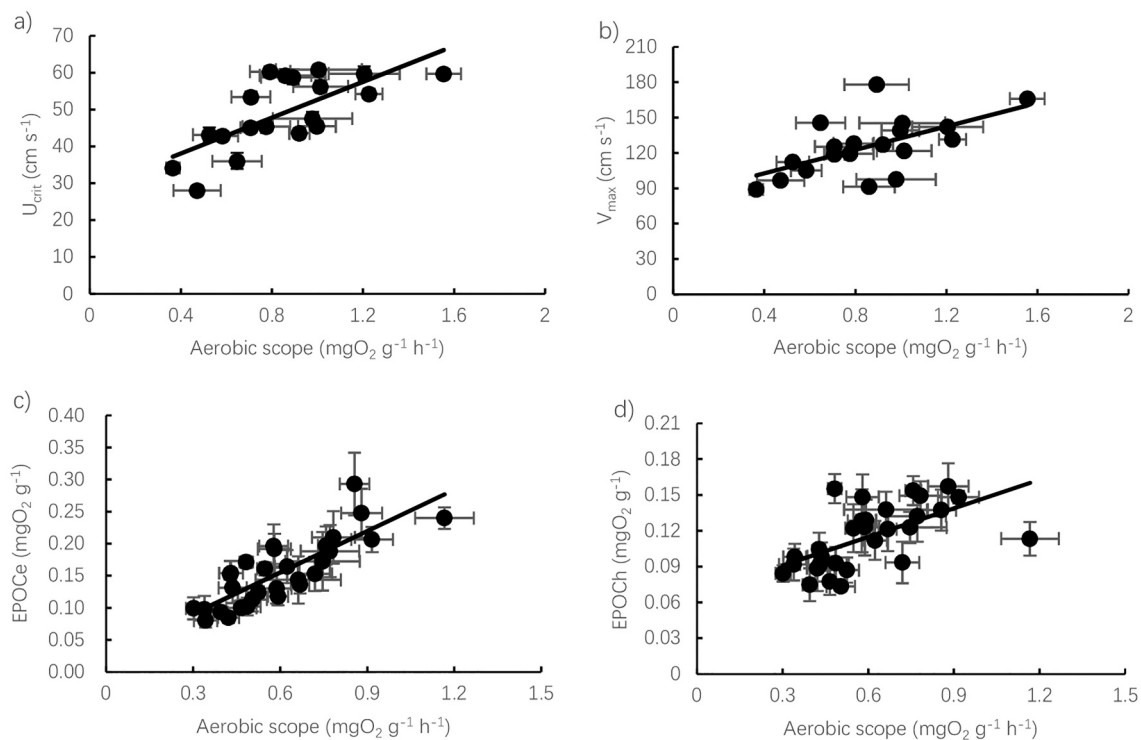 a)
70
60
50
40
30
20
10
0
U_crit (cm s⁻¹)
0 0.4 0.8 1.2 1.6 2
Aerobic scope (mgO₂ g⁻¹ h⁻¹)
b)
210
180
150
120
90
60
30
0
V_max (cm s⁻¹)
0 0.4 0.8 1.2 1.6 2
Aerobic scope (mgO₂ g⁻¹ h⁻¹)
c)
0.40
0.35
0.30
0.25
0.20
0.15
0.10
0.05
0.00
EPOCe (mgO₂ g⁻¹)
0 0.3 0.6 0.9 1.2 1.5
Aerobic scope (mgO₂ g⁻¹ h⁻¹)
d)
0.21
0.18
0.15
0.12
0.09
0.06
0.03
0
EPOCh (mgO₂ g⁻¹)
0 0.3 0.6 0.9 1.2 1.5
Aerobic scope (mgO₂ g⁻¹ h⁻¹)